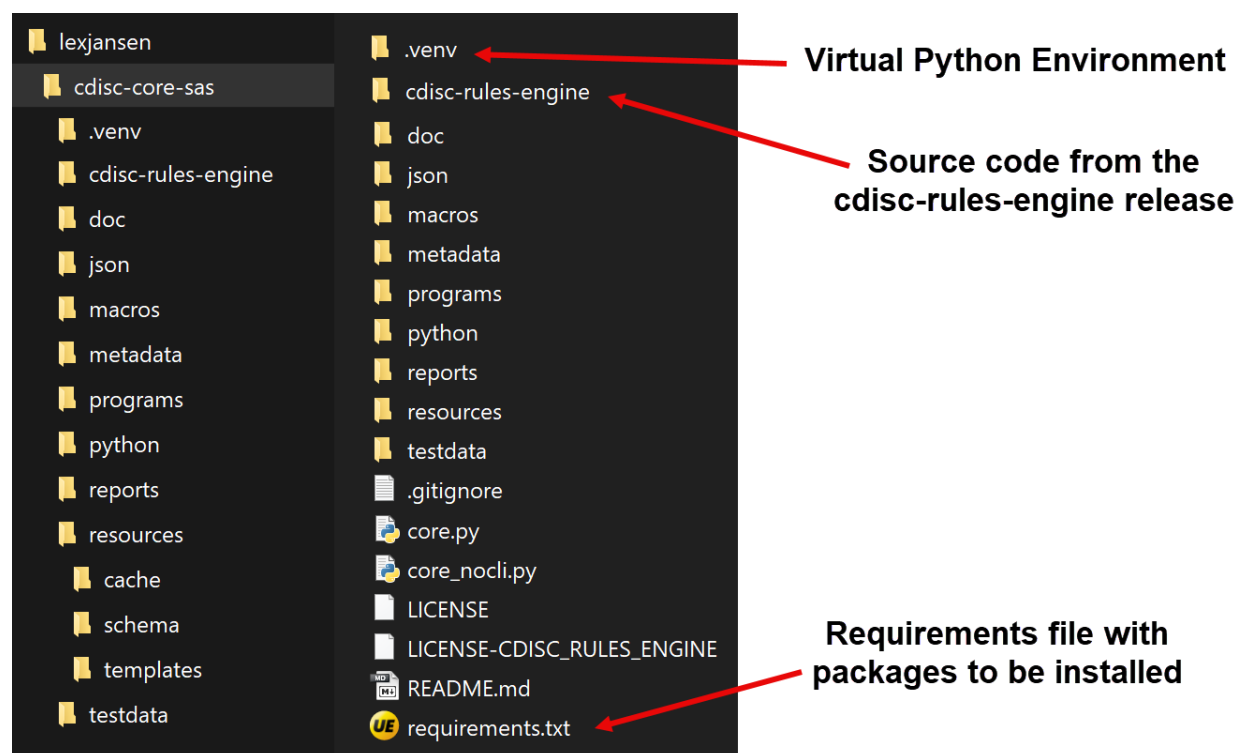 lexjansen
cdisc-core-sas
.venv
cdisc-rules-engine
doc
json
macros
metadata
programs
python
reports
resources
cache
schema
templates
testdata
.venv
cdisc-rules-engine
doc
json
macros
metadata
programs
python
reports
resources
testdata
.gitignore
core.py
core_nocli.py
LICENSE
LICENSE-CDISC_RULES_ENGINE
MD
M↓
README.md
UE
requirements.txt
Virtual Python Environment
Source code from the
cdisc-rules-engine release
Requirements file with
packages to be installed